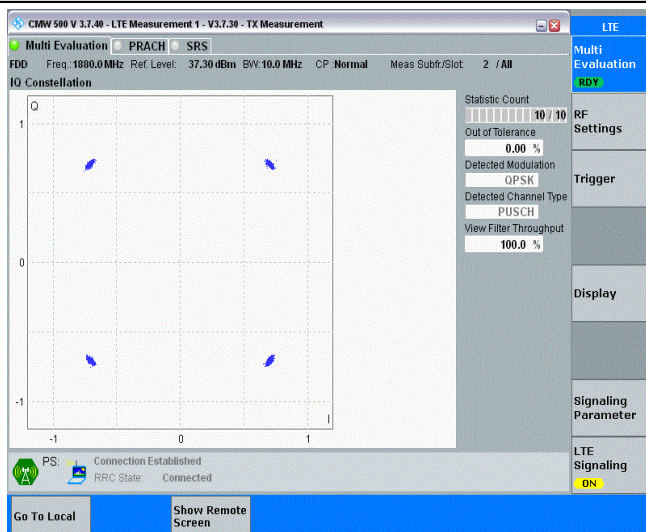 CMW 500 V 3.7.40 - LTE Measurement 1 - V3.7.30 - TX Measurement
LTE
Multi Evaluation PRACH SRS
FDD Freq.:1880.0 MHz Ref. Level: 37.30 dBm BW:10.0 MHz CP :Normal Meas Subfr./Slot: 2 / All
IQ Constellation
Q
1
0
-1
I
-1 0 1
Statistic Count
10 / 10
Out of Tolerance
0.00 %
Detected Modulation
QPSK
Detected Channel Type
PUSCH
View Filter Throughput
100.0 %
Multi
Evaluation
RDY
RF
Settings
Trigger
Display
Signaling
Parameter
LTE
Signaling
ON
PS: Connection Established
RRC State: Connected
Go To Local
Show Remote
Screen